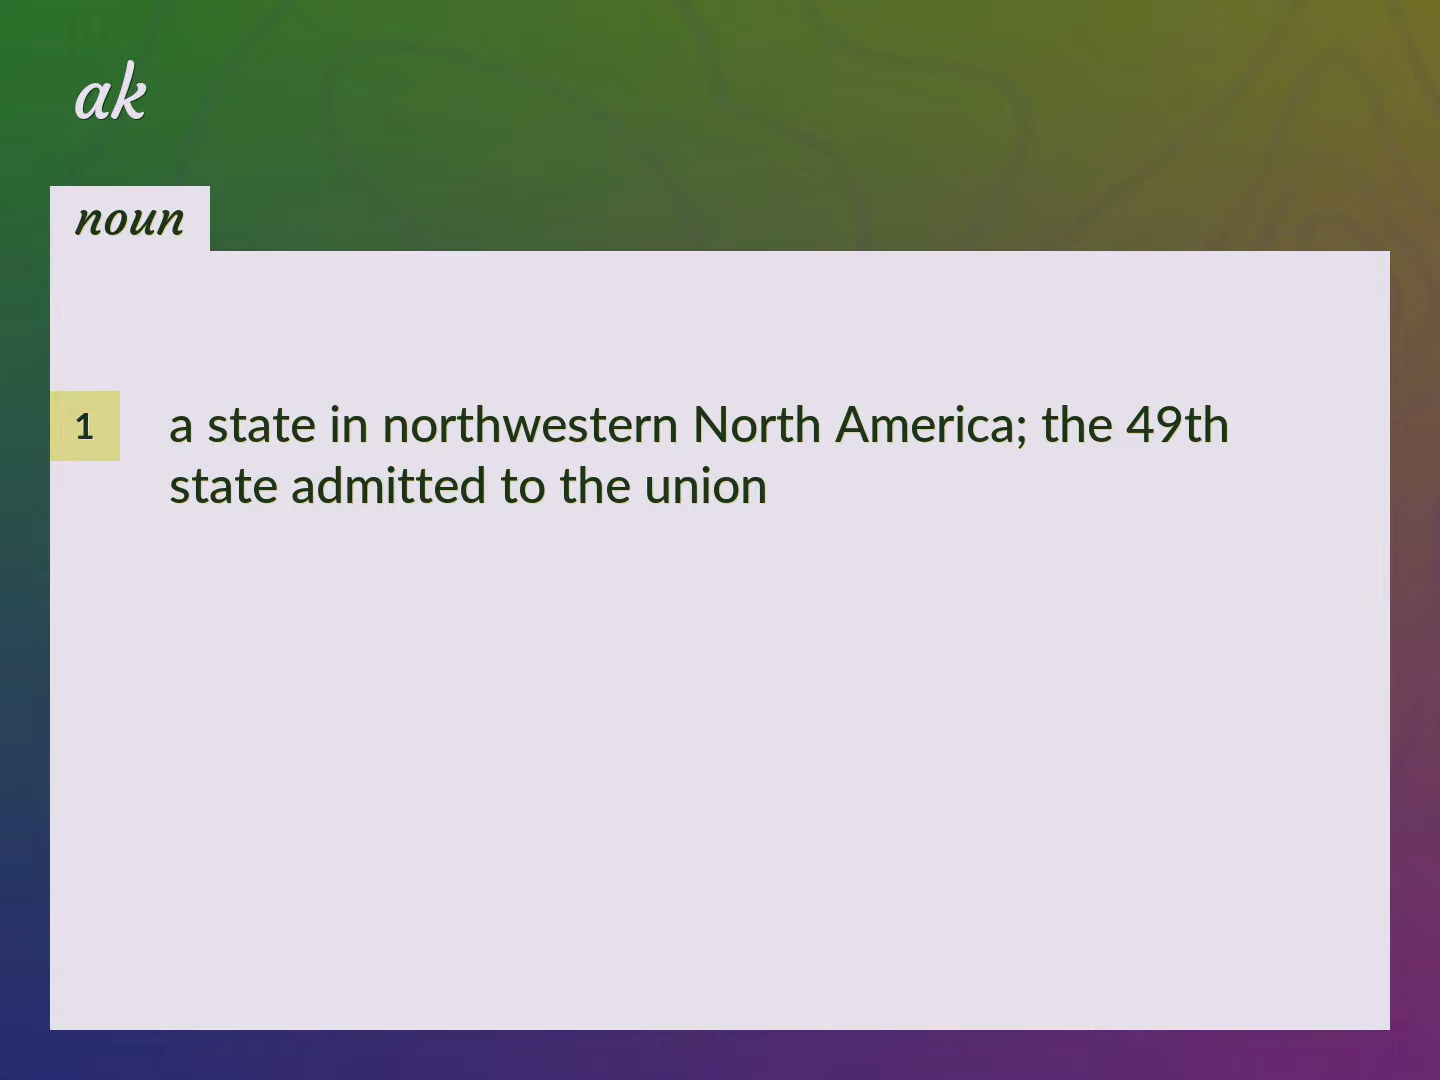 ak
noun
1
a state in northwestern North America; the 49th
state admitted to the union